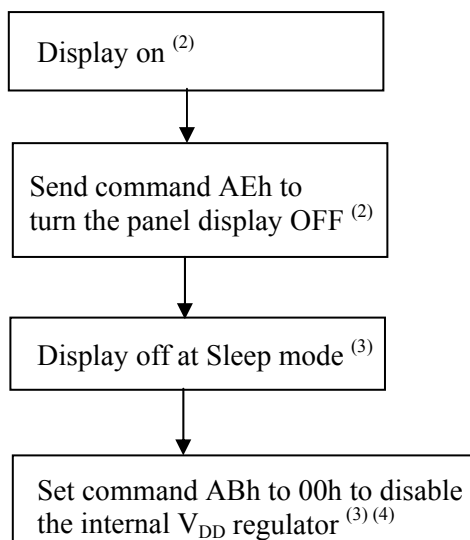 Display on (2)
Send command AEh to
turn the panel display OFF (2)
Display off at Sleep mode (3)
Set command ABh to 00h to disable
the internal VDD regulator (3) (4)